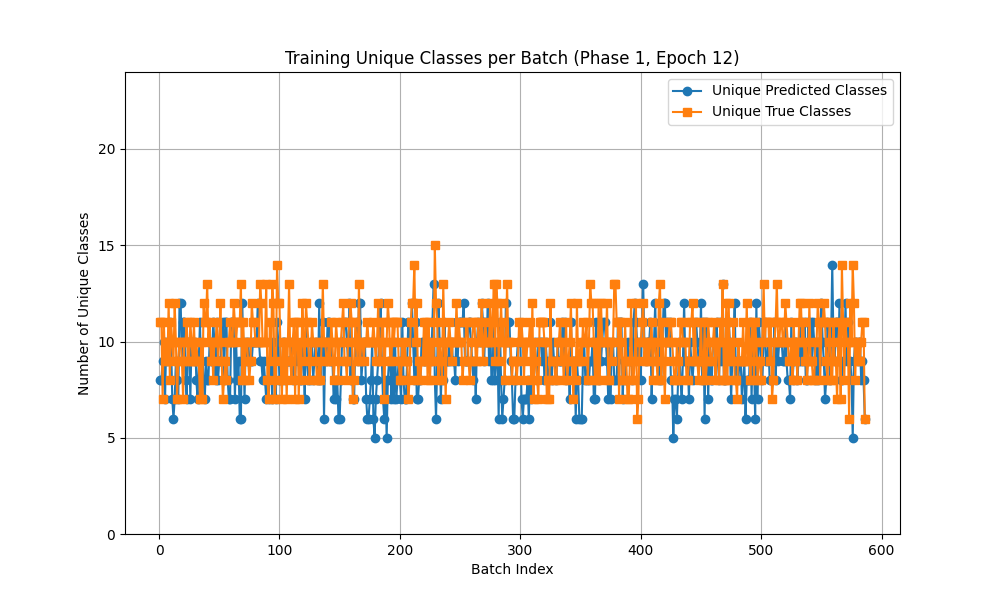 Training Unique Classes per Batch (Phase 1, Epoch 12)
Unique Predicted Classes
Unique True Classes
Number of Unique Classes
20
15
10
5
0
0 100 200 300 400 500 600
Batch Index